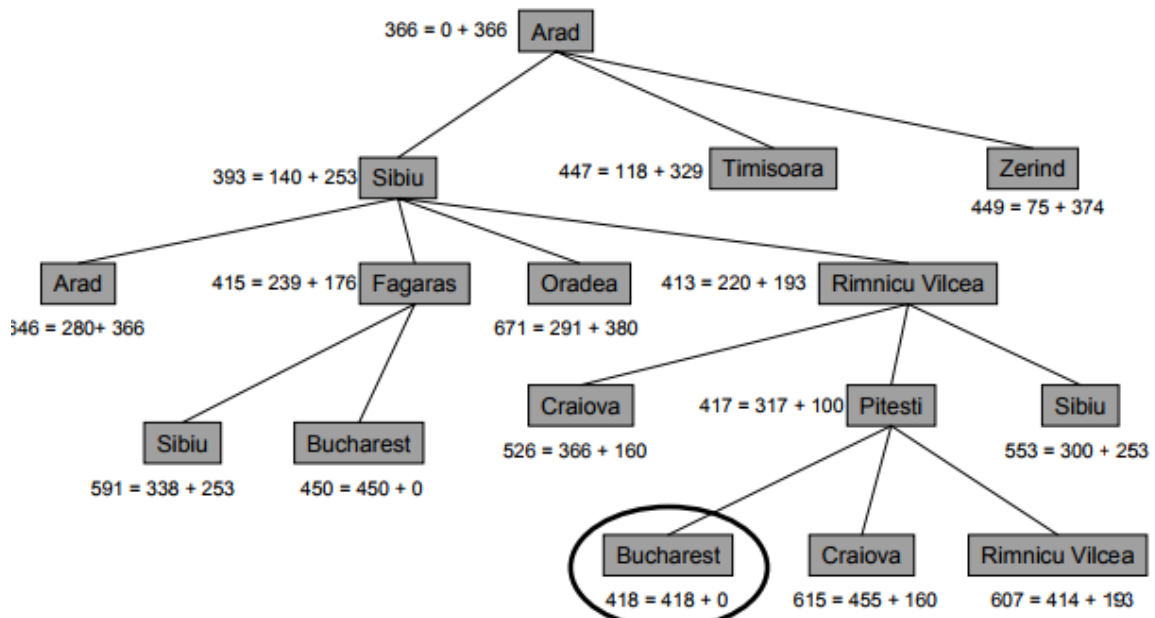 366 = 0 + 366 Arad
393 = 140 + 253 Sibiu 447 = 118 + 329 Timisoara Zerind
449 = 75 + 374
Arad 415 = 239 + 176 Fagaras Oradea 413 = 220 + 193 Rimnicu Vilcea
646 = 280+ 366 671 = 291 + 380
Craiova 417 = 317 + 100 Pitesti Sibiu
Sibiu Bucharest 526 = 366 + 160 553 = 300 + 253
591 = 338 + 253 450 = 450 + 0
Bucharest Craiova Rimnicu Vilcea
418 = 418 + 0 615 = 455 + 160 607 = 414 + 193